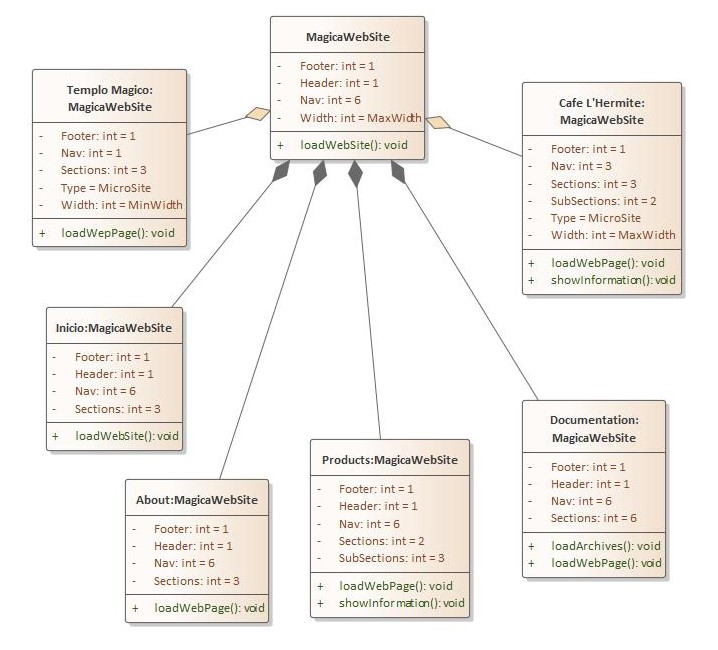 MagicaWebSite
- Footer: int = 1
- Header: int = 1
- Nav: int = 6
- Width: int = MaxWidth
+ loadWebSite(): void
Templo Magico:
MagicaWebSite
- Footer: int = 1
- Nav: int = 1
- Sections: int = 3
- Type = MicroSite
- Width: int = MinWidth
+ loadWepPage(): void
Cafe L'Hermite:
MagicaWebSite
- Footer: int = 1
- Nav: int = 3
- Sections: int = 3
- SubSections: int = 2
- Type = MicroSite
- Width: int = MaxWidth
+ loadWebPage(): void
+ showInformation(): void
Inicio:MagicaWebSite
- Footer: int = 1
- Header: int = 1
- Nav: int = 6
- Sections: int = 3
+ loadWebSite(): void
About:MagicaWebSite
- Footer: int = 1
- Header: int = 1
- Nav: int = 6
- Sections: int = 3
+ loadWebPage(): void
Products:MagicaWebSite
- Footer: int = 1
- Header: int = 1
- Nav: int = 6
- Sections: int = 2
- SubSections: int = 3
+ loadWebPage(): void
+ showInformation(): void
Documentation:
MagicaWebSite
- Footer: int = 1
- Header: int = 1
- Nav: int = 6
- Sections: int = 6
+ loadArchives(): void
+ loadWebPage(): void